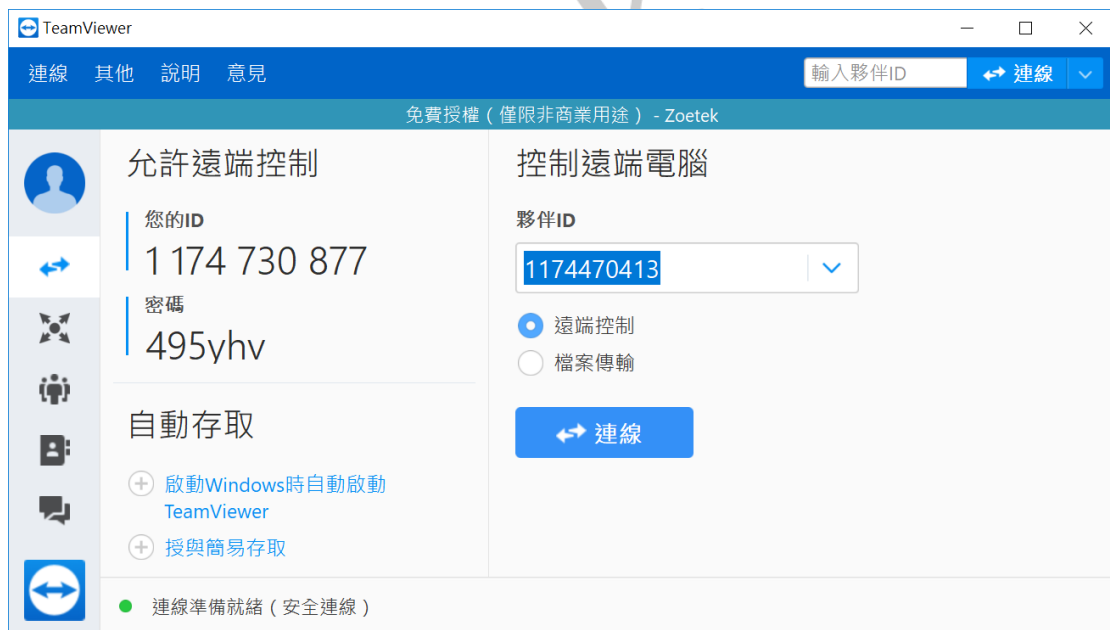 TeamViewer
連線 其他 說明 意見
輸入夥伴ID
連線
免費授權(僅限非商業用途) - Zoetek
允許遠端控制
您的ID
1 174 730 877
密碼
495yhv
自動存取
啟動Windows時自動啟動
TeamViewer
授與簡易存取
控制遠端電腦
夥伴ID
1174470413
遠端控制
檔案傳輸
連線
連線準備就緒(安全連線)